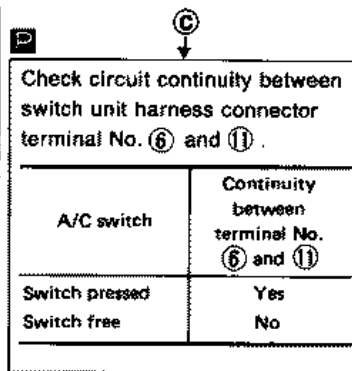 C
P
Check circuit continuity between
switch unit harness connector
terminal No. ⑥ and ⑪ .
A/C switch
Continuity
between
terminal No.
⑥ and ⑪
Switch pressed Yes
Switch free No